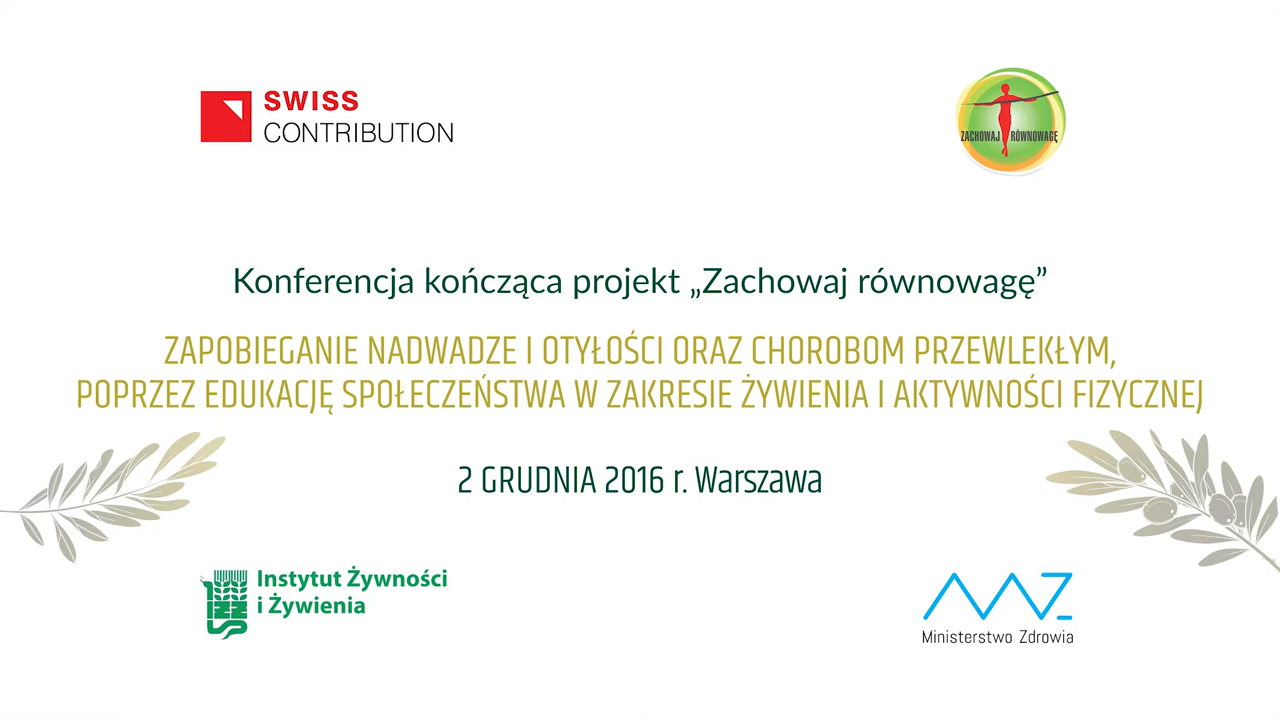 SWISS
CONTRIBUTION
ZACHOWAJ RÓWNOWAGĘ
Konferencja kończąca projekt „Zachowaj równowagę”
ZAPOBIEGANIE NADWADZE I OTYŁOŚCI ORAZ CHOROBOM PRZEWLEKŁYM,
POPRZEZ EDUKACJĘ SPOŁECZEŃSTWA W ZAKRESIE ŻYWIENIA I AKTYWNOŚCI FIZYCZNEJ
2 GRUDNIA 2016 r. Warszawa
Instytut Żywności
i Żywienia
Ministerstwo Zdrowia